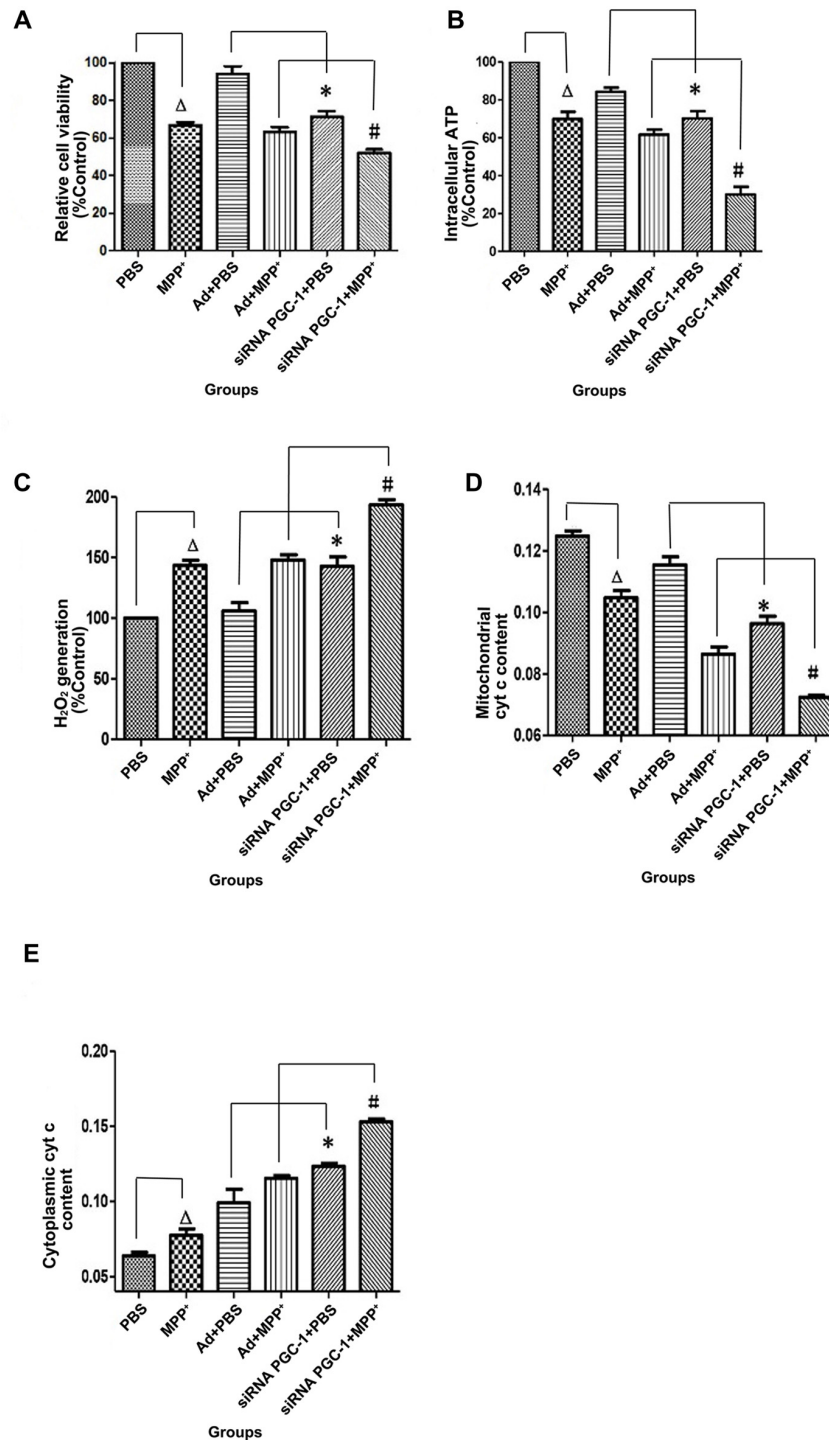 A
Relative cell viability
(%Control)
100
80
60
40
20
0
Δ
*
#
PBS
MPP⁺
Ad+PBS
Ad+MPP⁺
siRNA PGC-1+PBS
siRNA PGC-1+MPP⁺
Groups
B
Intracellular ATP
(%Control)
100
80
60
40
20
0
Δ
*
#
PBS
MPP⁺
Ad+PBS
Ad+MPP⁺
siRNA PGC-1+PBS
siRNA PGC-1+MPP⁺
Groups
C
H₂O₂ generation
(%Control)
200
150
100
50
0
Δ
*
#
PBS
MPP⁺
Ad+PBS
Ad+MPP⁺
siRNA PGC-1+PBS
siRNA PGC-1+MPP⁺
Groups
D
Mitochondrial
cyt c content
0.14
0.12
0.10
0.08
0.06
Δ
*
#
PBS
MPP⁺
Ad+PBS
Ad+MPP⁺
siRNA PGC-1+PBS
siRNA PGC-1+MPP⁺
Groups
E
Cytoplasmic cyt c
content
0.20
0.15
0.10
0.05
Δ
*
#
PBS
MPP⁺
Ad+PBS
Ad+MPP⁺
siRNA PGC-1+PBS
siRNA PGC-1+MPP⁺
Groups